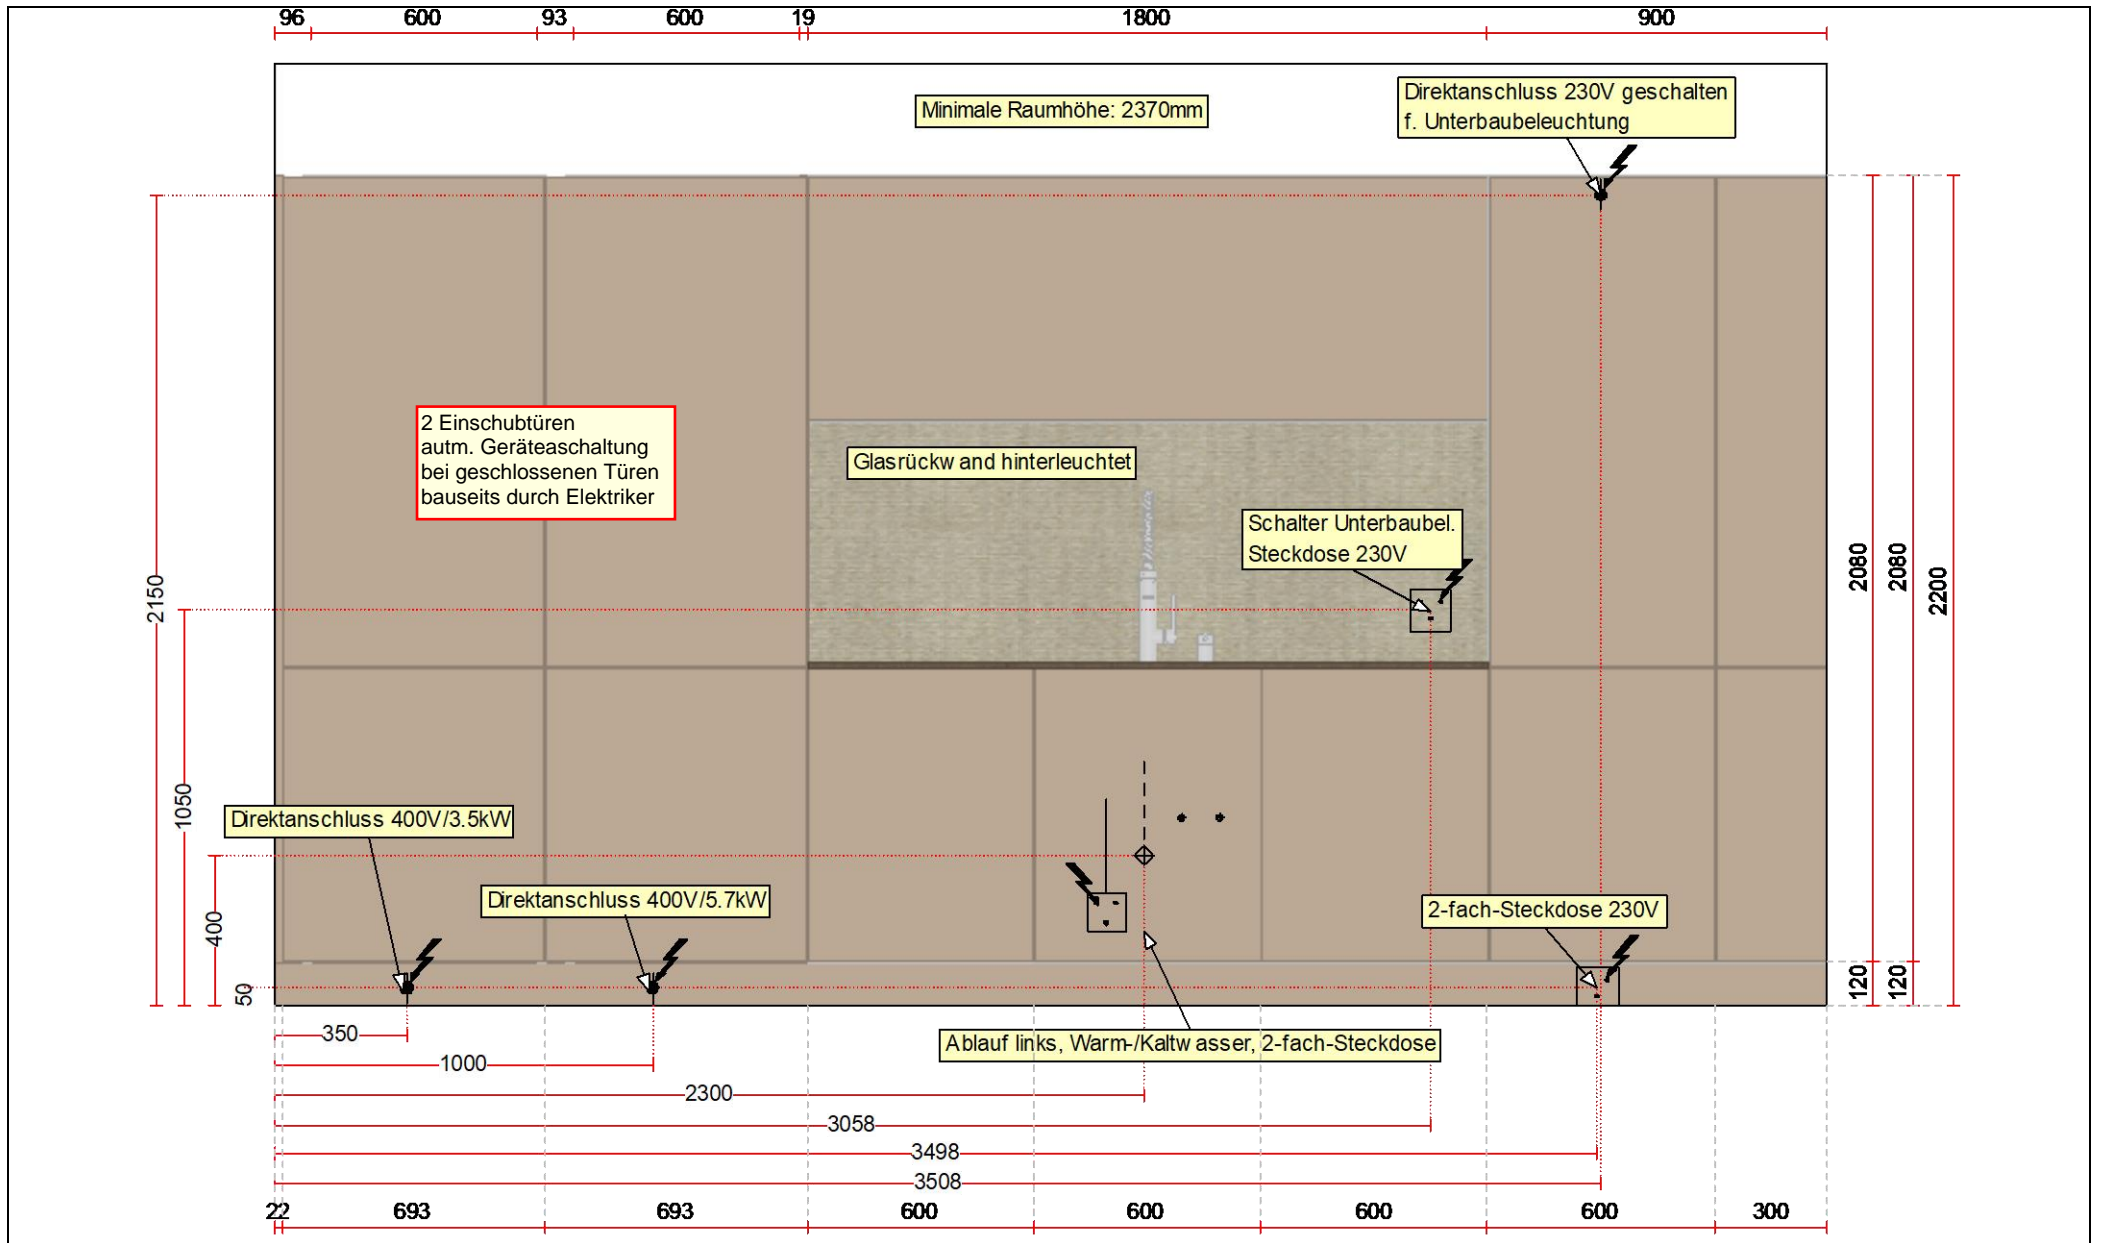 96 600 93 600 19 1800 900
Minimale Raumhöhe: 2370mm
Direktanschluss 230V geschalten
f. Unterbaubeleuchtung
2 Einschubtüren
autm. Geräteaschaltung
bei geschlossenen Türen
bauseits durch Elektriker
Glasrückw and hinterleuchtet
Schalter Unterbaubel.
Steckdose 230V
2150
1050
400
50
2080
2080
2200
120
120
Direktanschluss 400V/3.5kW
Direktanschluss 400V/5.7kW
2-fach-Steckdose 230V
Ablauf links, Warm-/Kaltw asser, 2-fach-Steckdose
350
1000
2300
3058
3498
3508
22 693 693 600 600 600 600 300